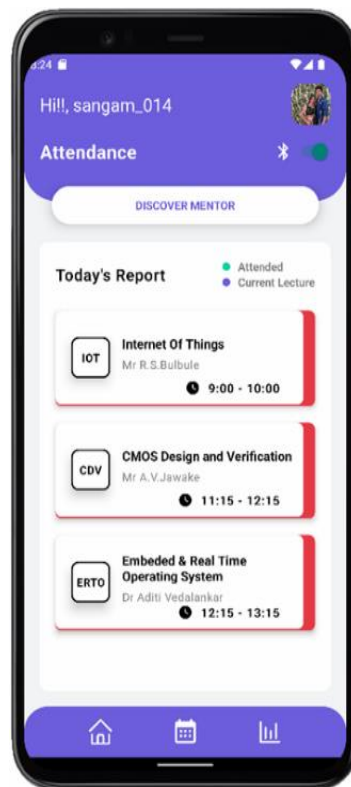 3:24
Hi!!, sangam_014
Attendance
DISCOVER MENTOR
Today's Report
Attended
Current Lecture
IOT
Internet Of Things
Mr R.S.Bulbule
9:00 - 10:00
CDV
CMOS Design and Verification
Mr A.V.Jawake
11:15 - 12:15
ERTO
Embeded & Real Time
Operating System
Dr Aditi Vedalankar
12:15 - 13:15